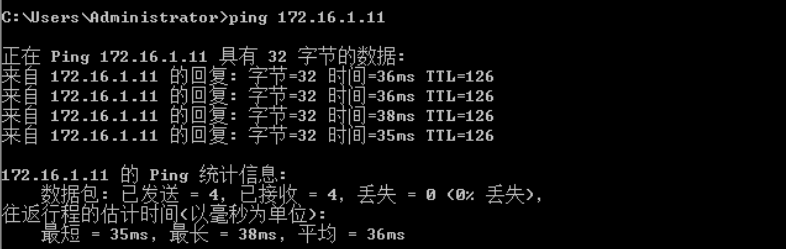 C:\Users\Administrator>ping 172.16.1.11
正在 Ping 172.16.1.11 具有 32 字节的数据:
来自 172.16.1.11 的回复: 字节=32 时间=36ms TTL=126
来自 172.16.1.11 的回复: 字节=32 时间=36ms TTL=126
来自 172.16.1.11 的回复: 字节=32 时间=38ms TTL=126
来自 172.16.1.11 的回复: 字节=32 时间=35ms TTL=126
172.16.1.11 的 Ping 统计信息:
数据包: 已发送 = 4, 已接收 = 4, 丢失 = 0 (0% 丢失),
往返行程的估计时间(以毫秒为单位):
最短 = 35ms, 最长 = 38ms, 平均 = 36ms